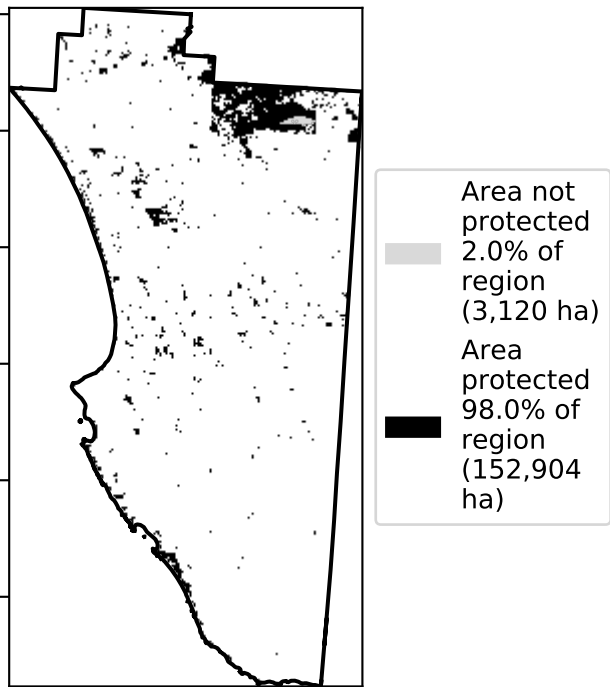 Area not
protected
2.0% of
region
(3,120 ha)
Area
protected
98.0% of
region
(152,904
ha)